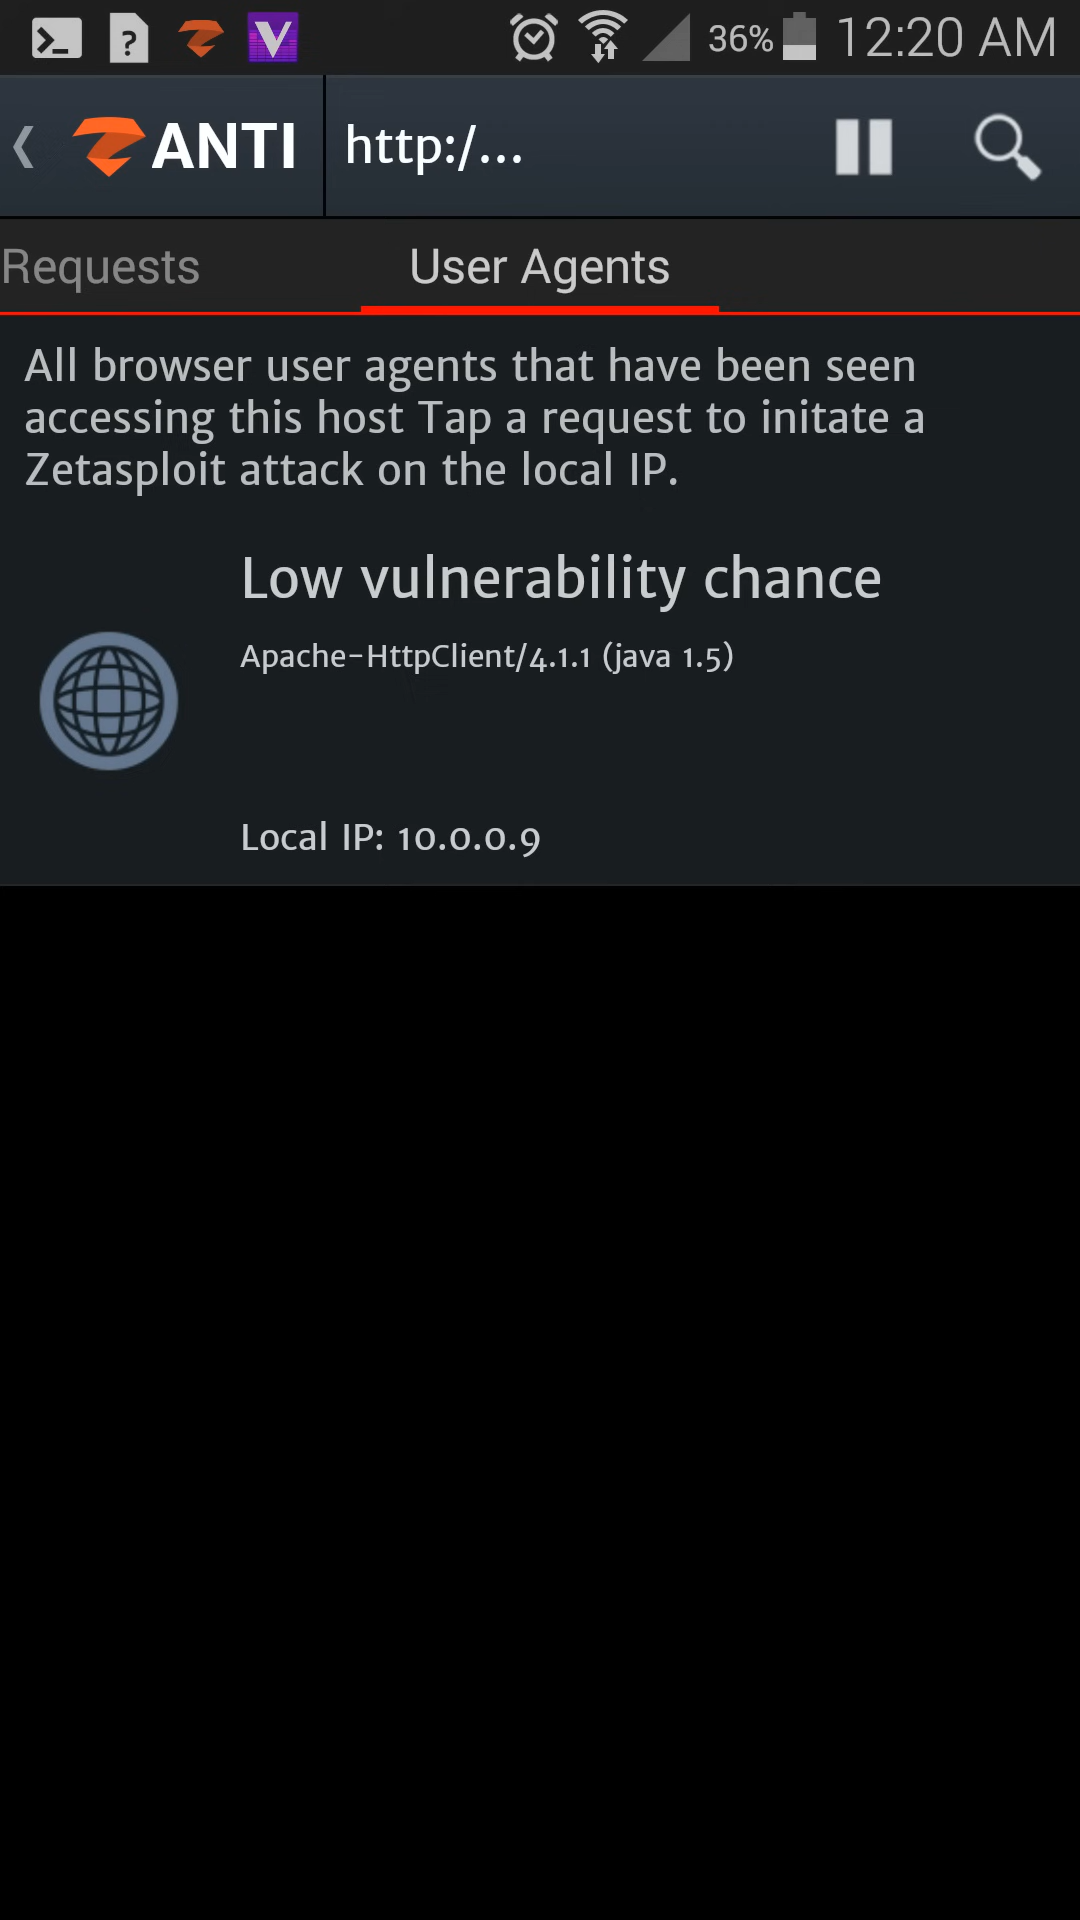 36% 12:20 AM
ANTI http:/...
Requests User Agents
All browser user agents that have been seen
accessing this host Tap a request to initate a
Zetasploit attack on the local IP.
Low vulnerability chance
Apache-HttpClient/4.1.1 (java 1.5)
Local IP: 10.0.0.9